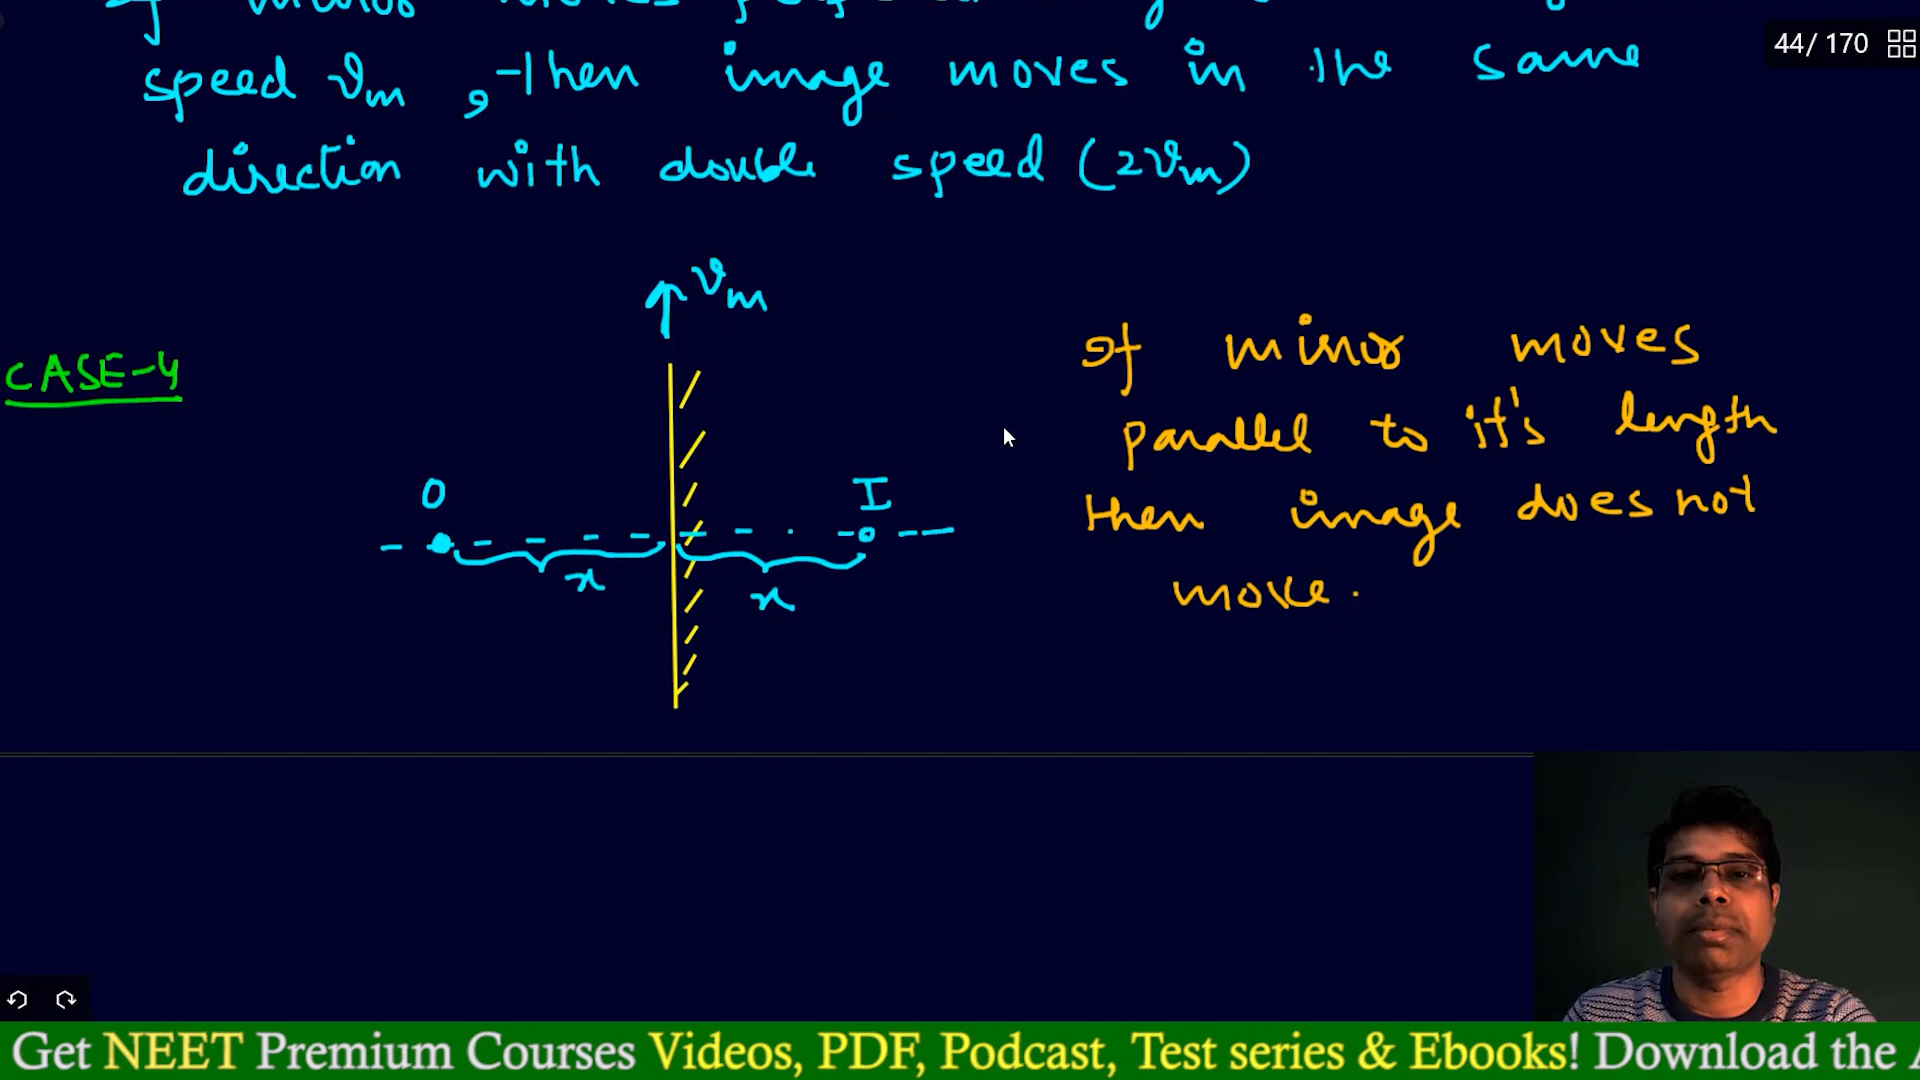 speed vm, then image moves in the same
direction with double speed (2vm)
44/ 170
vm
CASE-4
O
I
x
x
If mirror moves
parallel to it's length
then image does not
move.
Get NEET Premium Courses Videos, PDF, Podcast, Test series & Ebooks! Download the